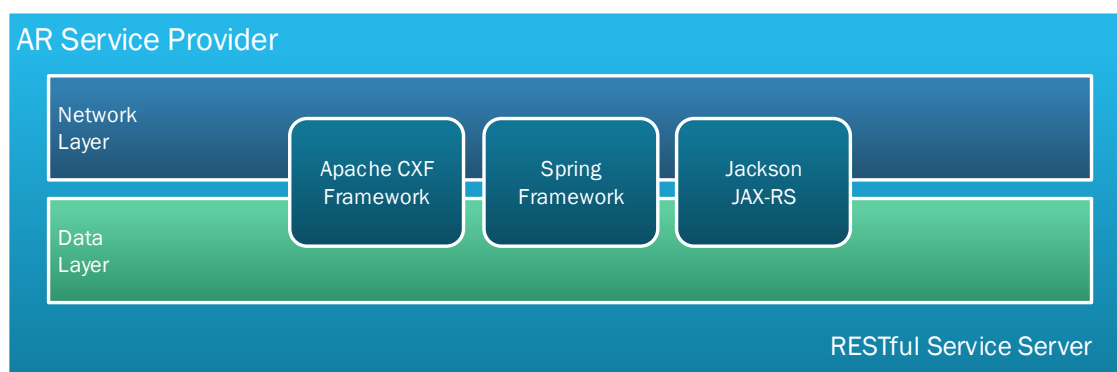 AR Service Provider
Network
Layer
Apache CXF
Framework
Spring
Framework
Jackson
JAX-RS
Data
Layer
RESTful Service Server